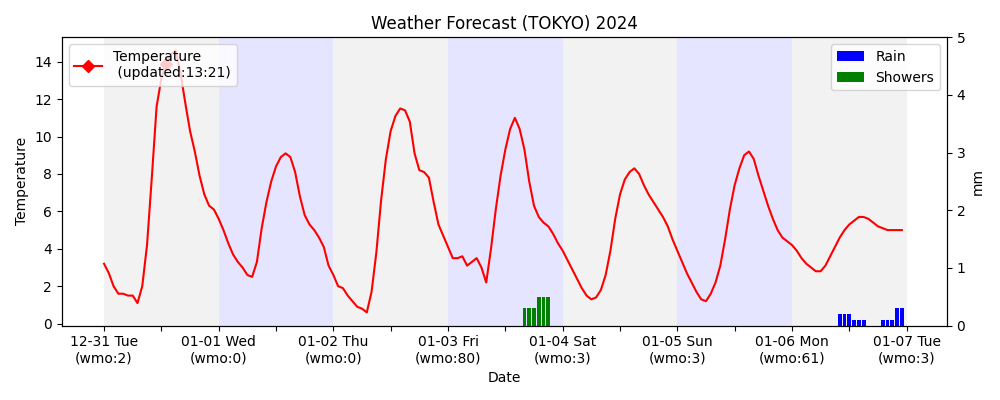 Weather Forecast (TOKYO) 2024
Temperature
(updated:13:21)
Rain
Showers
14
12
10
8
6
4
2
0
Temperature
5
4
3
2
1
0
mm
12-31 Tue
(wmo:2)
01-01 Wed
(wmo:0)
01-02 Thu
(wmo:0)
01-03 Fri
(wmo:80)
01-04 Sat
(wmo:3)
01-05 Sun
(wmo:3)
01-06 Mon
(wmo:61)
01-07 Tue
(wmo:3)
Date